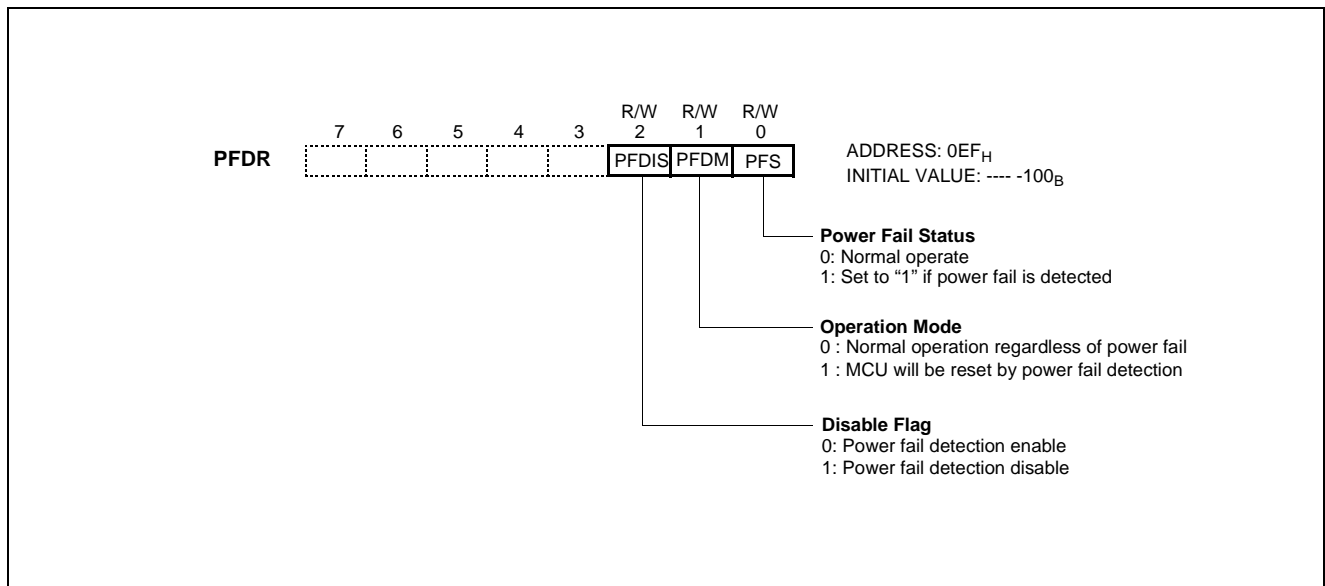 R/W R/W R/W
7 6 5 4 3 2 1 0
PFDR PFDIS PFDM PFS
ADDRESS: 0EFH
INITIAL VALUE: ---- -100B
Power Fail Status
0: Normal operate
1: Set to “1” if power fail is detected
Operation Mode
0 : Normal operation regardless of power fail
1 : MCU will be reset by power fail detection
Disable Flag
0: Power fail detection enable
1: Power fail detection disable